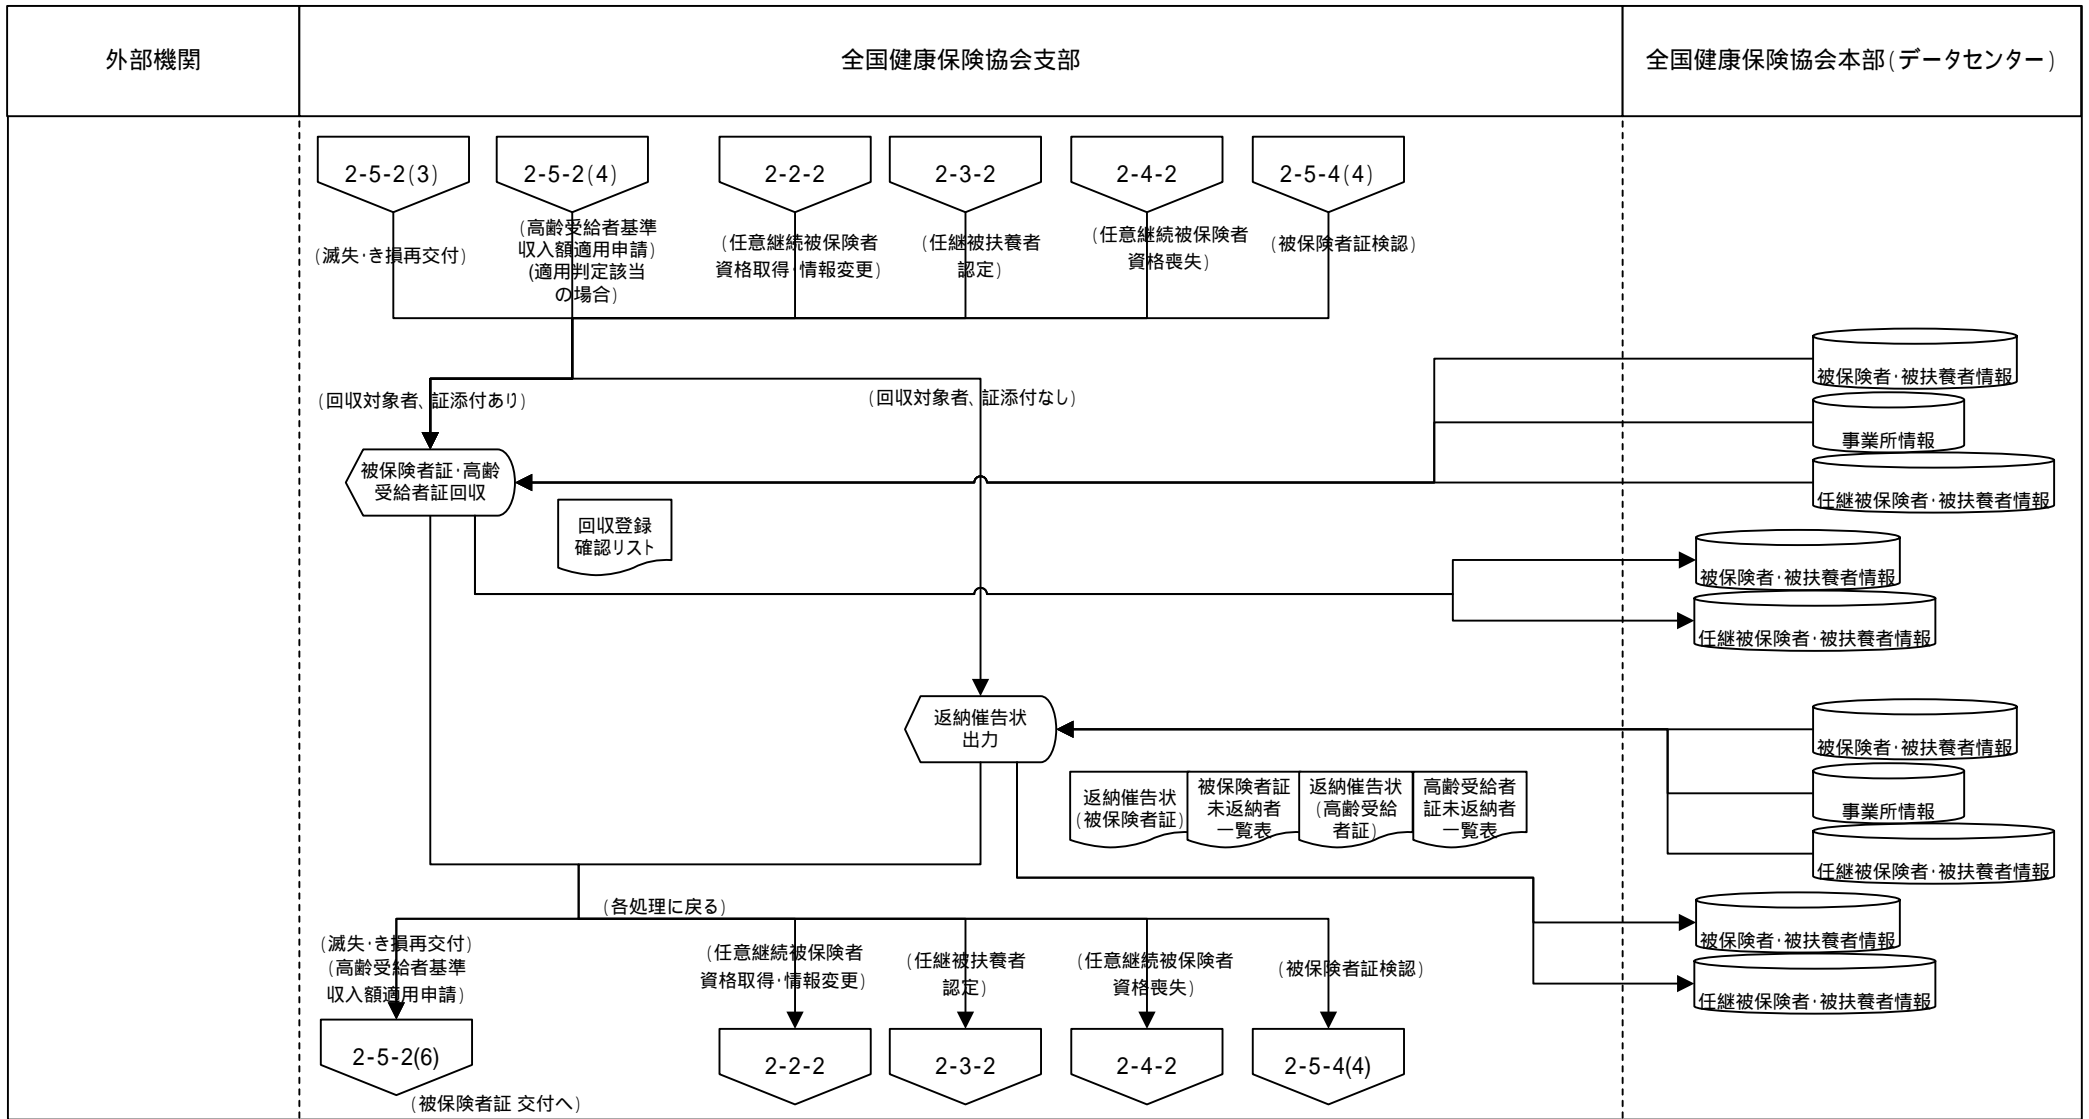 外部機関
全国健康保険協会支部
全国健康保険協会本部(データセンター)
2-5-2(3)
2-5-2(4)
2-2-2
2-3-2
2-4-2
2-5-4(4)
(滅失・き損再交付)
(高齢受給者基準
収入額適用申請)
(適用判定該当
の場合)
(任意継続被保険者
資格取得・情報変更)
(任継被扶養者
認定)
(任意継続被保険者
資格喪失)
(被保険者証検認)
(回収対象者、証添付あり)
(回収対象者、証添付なし)
被保険者・被扶養者情報
事業所情報
任継被保険者・被扶養者情報
被保険者証・高齢
受給者証回収
回収登録
確認リスト
被保険者・被扶養者情報
任継被保険者・被扶養者情報
返納催告状
出力
被保険者・被扶養者情報
事業所情報
任継被保険者・被扶養者情報
返納催告状
(被保険者証)
被保険者証
未返納者
一覧表
返納催告状
(高齢受給
者証)
高齢受給者
証未返納者
一覧表
被保険者・被扶養者情報
任継被保険者・被扶養者情報
(各処理に戻る)
(滅失・き損再交付)
(高齢受給者基準
収入額適用申請)
(任意継続被保険者
資格取得・情報変更)
(任継被扶養者
認定)
(任意継続被保険者
資格喪失)
(被保険者証検認)
2-5-2(6)
2-2-2
2-3-2
2-4-2
2-5-4(4)
(被保険者証 交付へ)